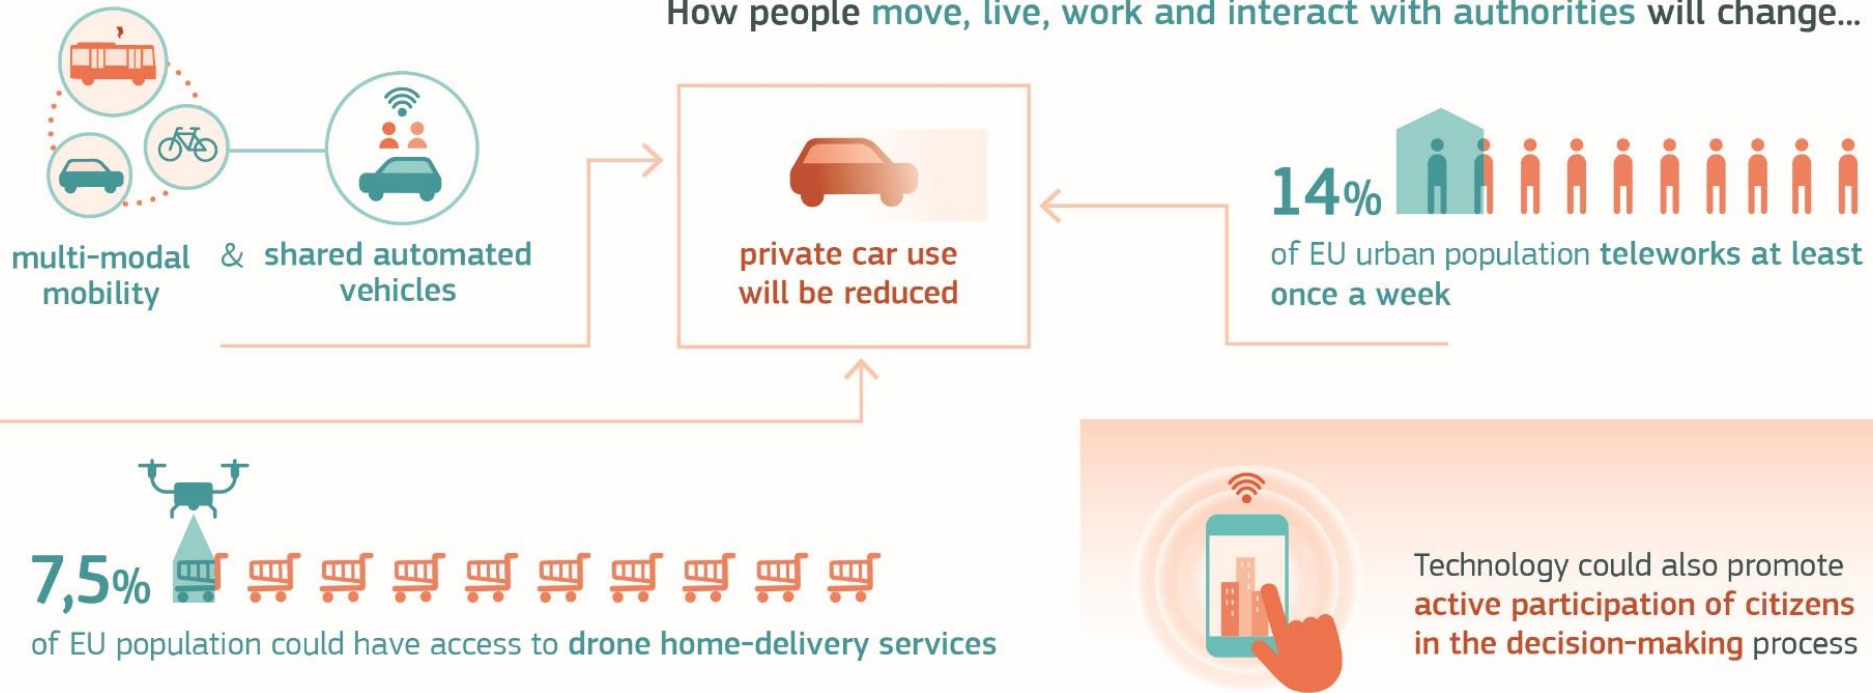 How people move, live, work and interact with authorities will change...
multi-modal
mobility
&
shared automated
vehicles
private car use
will be reduced
14%
of EU urban population teleworks at least
once a week
7,5%
of EU population could have access to drone home-delivery services
Technology could also promote
active participation of citizens
in the decision-making process